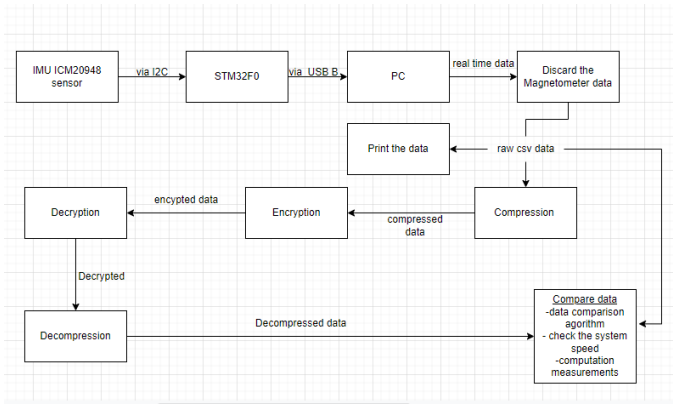 IMU ICM20948
sensor
via I2C
STM32F0
via USB B
PC
real time data
Discard the
Magnetometer data
Print the data
raw csv data
Decryption
encypted data
Encryption
compressed
data
Compression
Decrypted
Decompression
Decompressed data
Compare data
-data comparison
agorithm
- check the system
speed
-computation
measurements